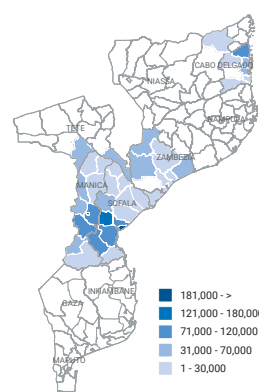 CABO DELGADO
NIASSA
NAMPULA
TETE
ZAMBEZIA
MANICA
SOFALA
INHAMBANE
GAZA
MAPUTO
181,000 - >
121,000 - 180,000
71,000 - 120,000
31,000 - 70,000
1 - 30,000